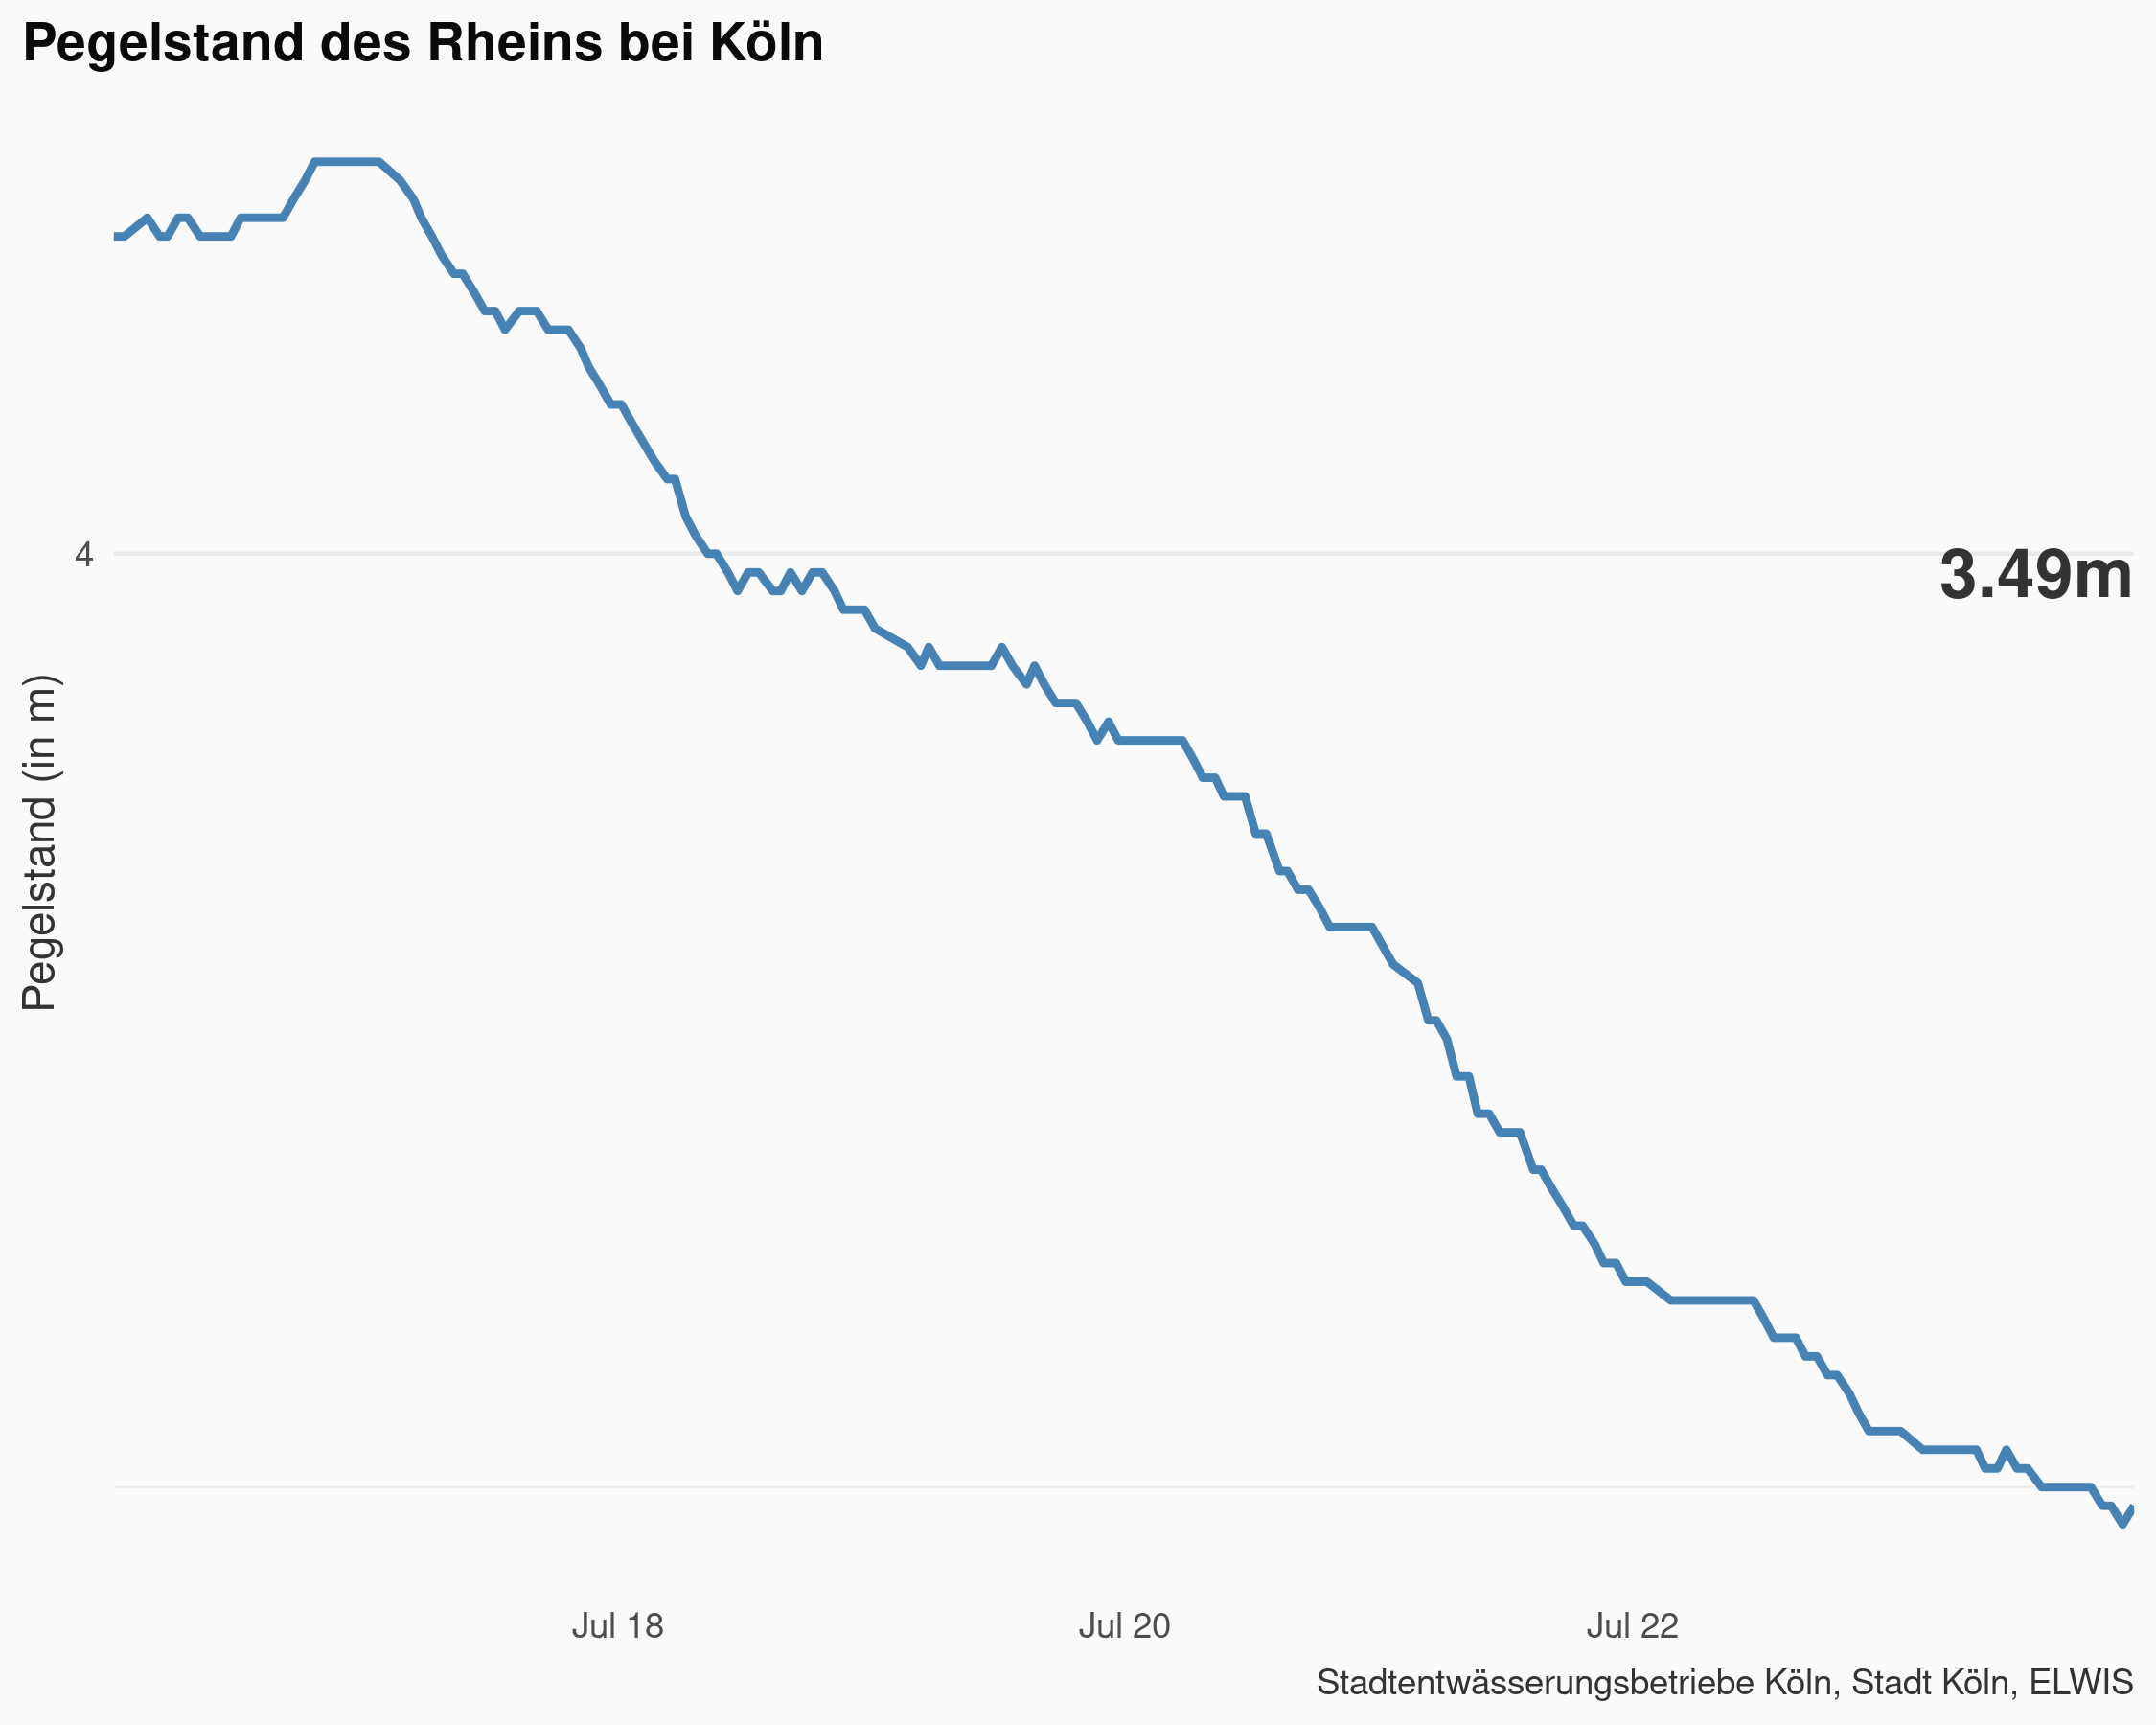 Pegelstand des Rheins bei Köln
Pegelstand (in m)
4
3.49m
Jul 18
Jul 20
Jul 22
Stadtentwässerungsbetriebe Köln, Stadt Köln, ELWIS